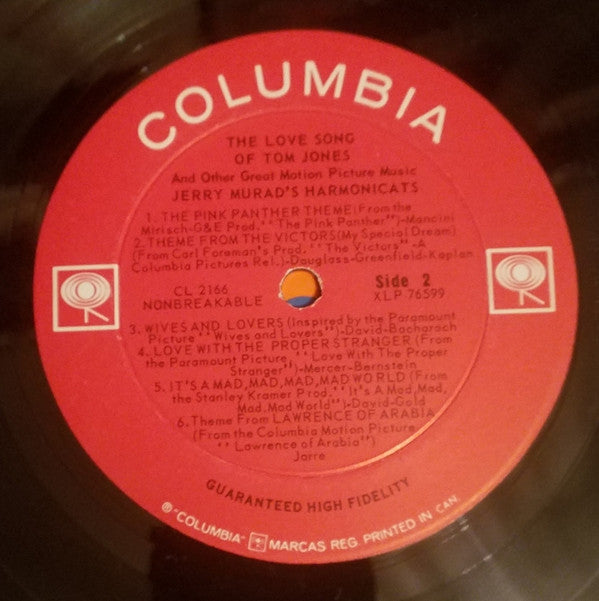 COLUMBIA
THE LOVE SONG
OF TOM JONES
And Other Great Motion Picture Music
JERRY MURAD'S HARMONICATS
1. THE PINK PANTHER THEME (From the
Mirisch-G&E Prod. "The Pink Panther")-Mancini
2. THEME FROM THE VICTORS (My Special Dream)
(From Carl Foreman's Prod. "The Victors" -A
Columbia Pictures Rel.)-Douglass-Greenfield-Kaplan
CL 2166
NONBREAKABLE
Side 2
XLP 76599
3. WIVES AND LOVERS (Inspired by the Paramount
Picture "Wives and Lovers")-David-Bacharach
4. LOVE WITH THE PROPER STRANGER (From
the Paramount Picture, "Love With The Proper
Stranger")-Mercer-Bernstein
5. IT'S A MAD, MAD, MAD, MAD WORLD (From
the Stanley Kramer Prod. "It's A Mad, Mad,
Mad, Mad World")-David-Gold
6. Theme From LAWRENCE OF ARABIA
(From the Columbia Motion Picture
"Lawrence of Arabia")
Jarre
GUARANTEED HIGH FIDELITY
® "COLUMBIA" MARCAS REG. PRINTED IN CAN.